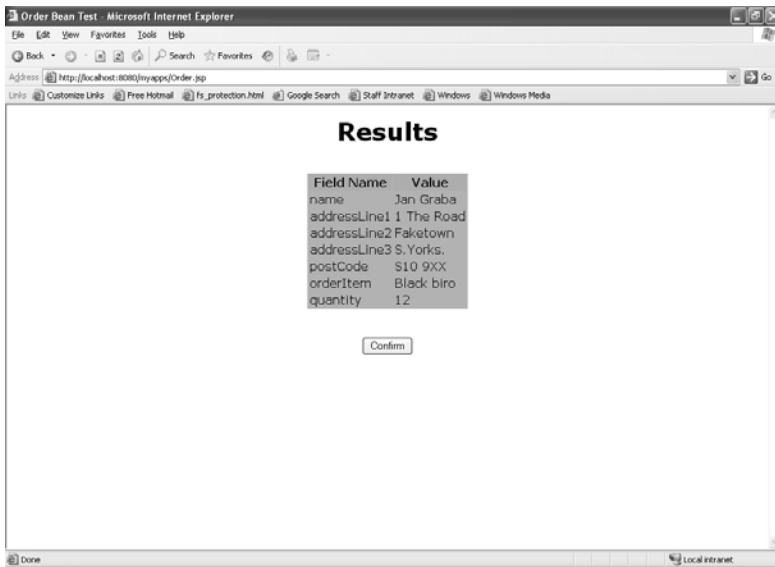 Order Bean Test - Microsoft Internet Explorer
File Edit View Favorites Tools Help
Back Search Favorites
Address http://localhost:8080/myapps/Order.jsp Go
Links Customize Links Free Hotmail fs_protection.html Google Search Staff Intranet Windows Windows Media
Results
Field Name Value
name Jan Graba
addressLine1 1 The Road
addressLine2 Faketown
addressLine3 S.Yorks.
postCode S10 9XX
orderItem Black biro
quantity 12
Confirm
Done Local intranet